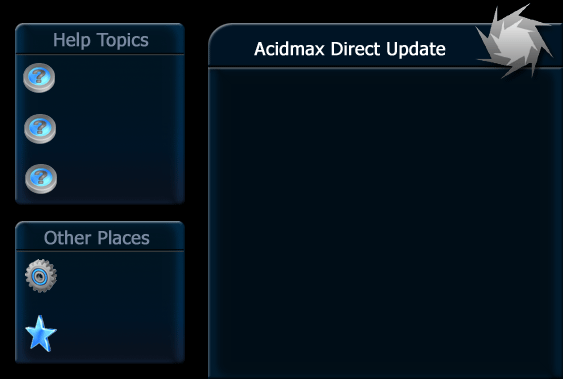 Help Topics
Acidmax Direct Update
?
?
?
Other Places